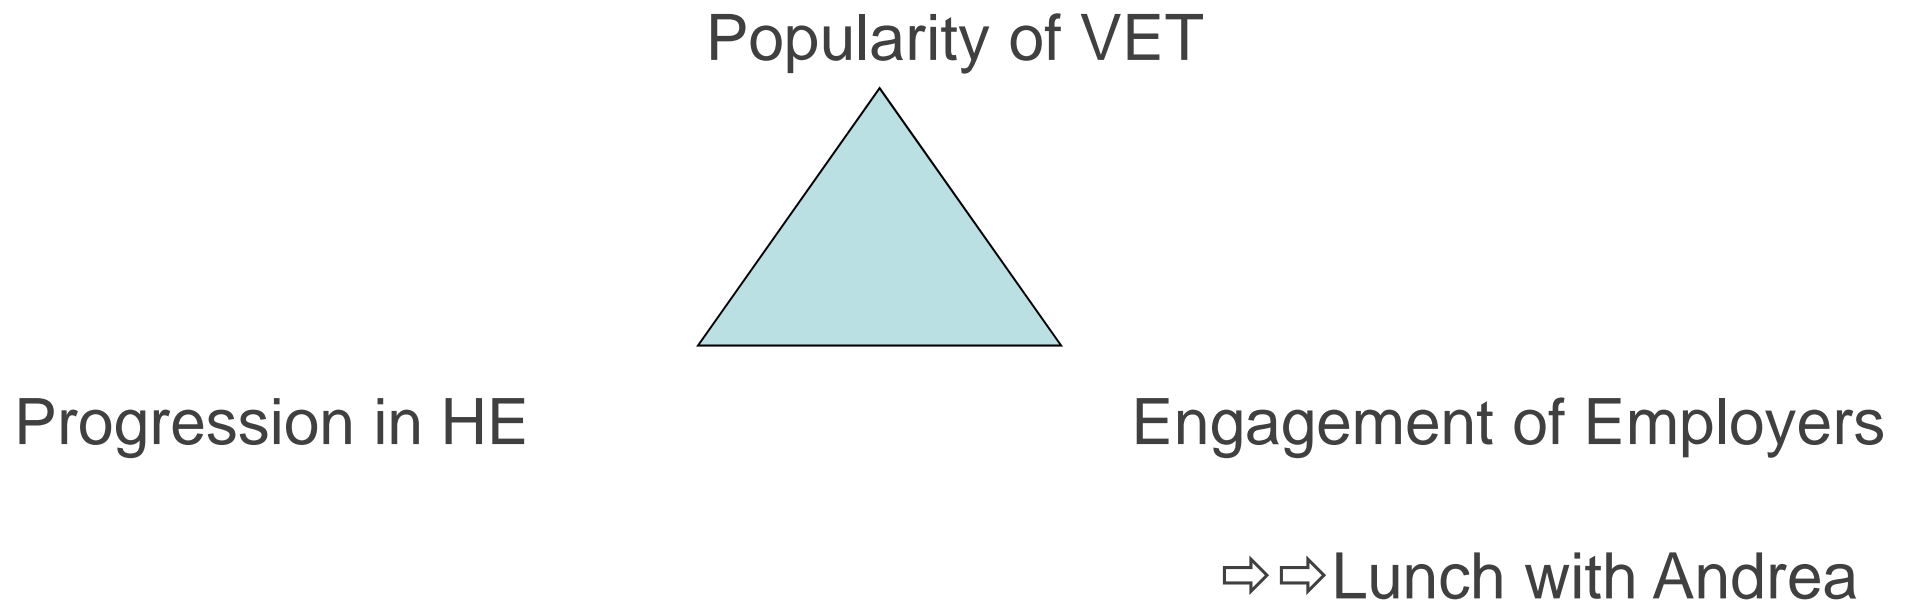 Popularity of VET
Progression in HE
Engagement of Employers
⇨⇨Lunch with Andrea